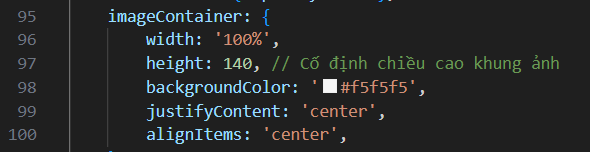 95 imageContainer: {
96 width: '100%',
97 height: 140, // Cố định chiều cao khung ảnh
98 backgroundColor: '#f5f5f5',
99 justifyContent: 'center',
100 alignItems: 'center',